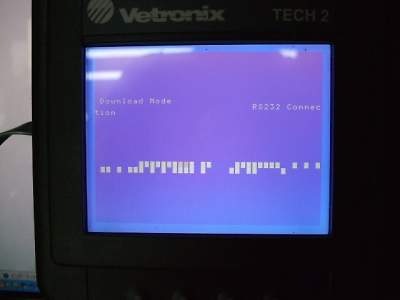 Vetronix
TECH 2
Download Mode
RS232 Connec
tion